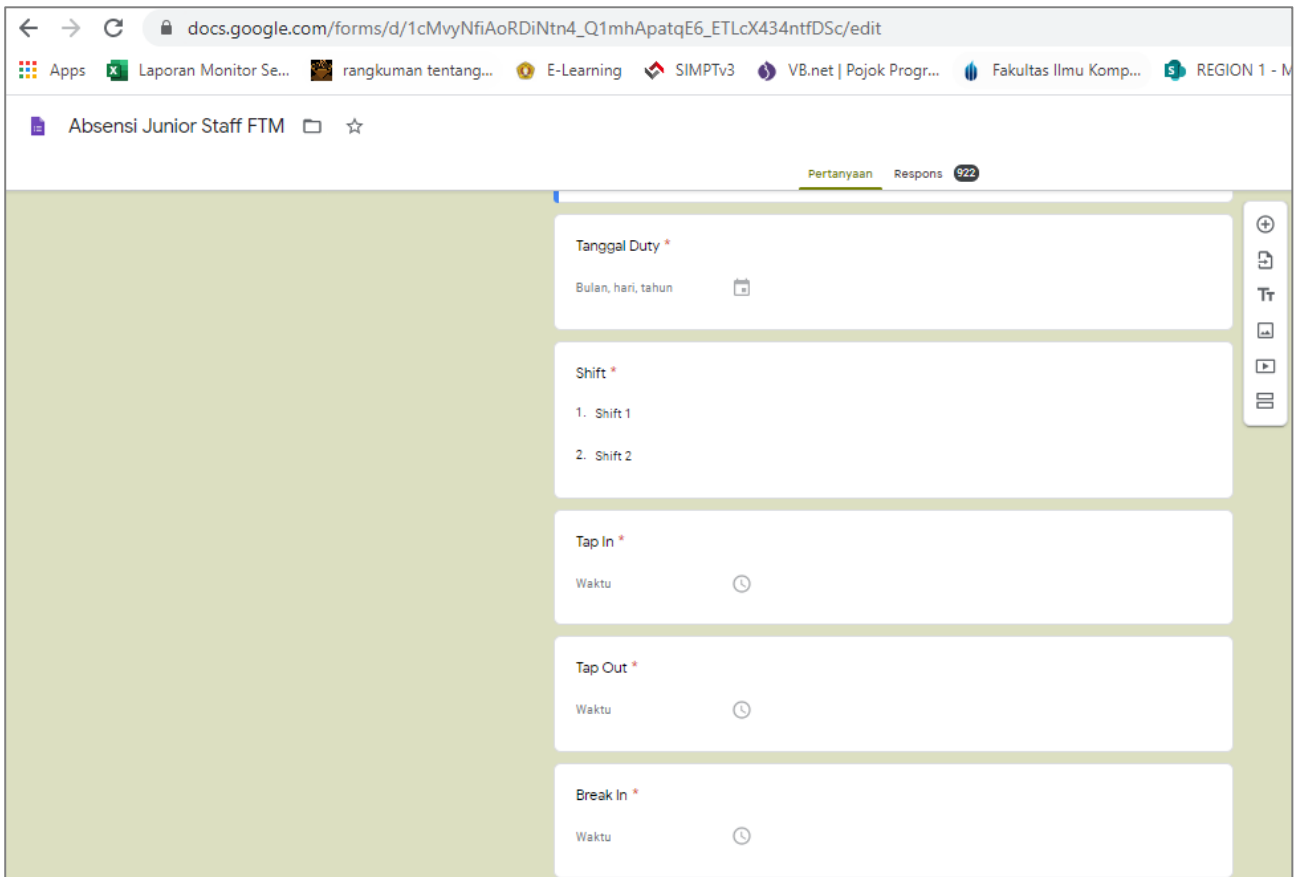 docs.google.com/forms/d/1cMvyNfiAoRDiNtn4_Q1mhApatqE6_ETLcX434ntfDSc/edit
Apps Laporan Monitor Se... rangkuman tentang... E-Learning SIMPTv3 VB.net | Pojok Progr... Fakultas Ilmu Komp... REGION 1 - M
Absensi Junior Staff FTM
Pertanyaan Respons 922
Tanggal Duty *
Bulan, hari, tahun
Shift *
1. Shift 1
2. Shift 2
Tap In *
Waktu
Tap Out *
Waktu
Break In *
Waktu